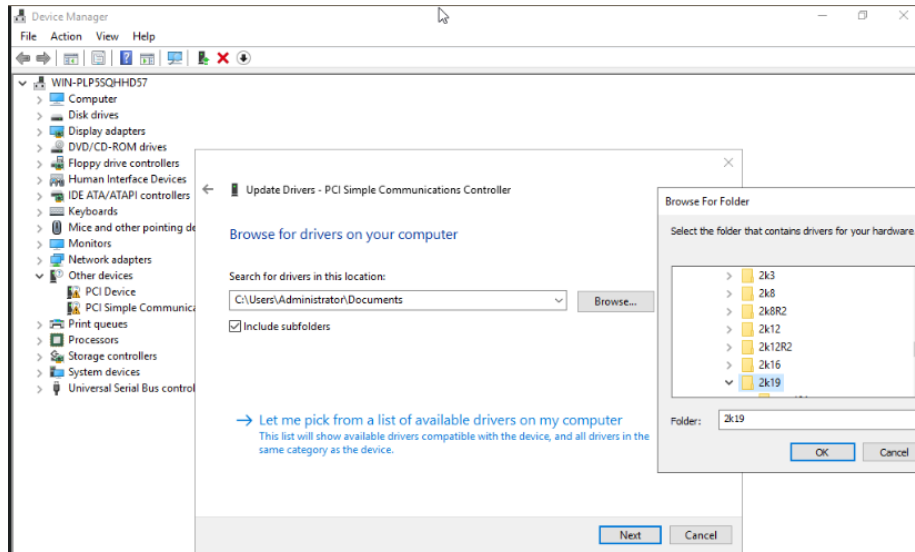 Device Manager
File Action View Help
WIN-PLP5SQHHD57
Computer
Disk drives
Display adapters
DVD/CD-ROM drives
Floppy drive controllers
Human Interface Devices
IDE ATA/ATAPI controllers
Keyboards
Mice and other pointing de
Monitors
Network adapters
Other devices
PCI Device
PCI Simple Communica
Print queues
Processors
Storage controllers
System devices
Universal Serial Bus control
Update Drivers - PCI Simple Communications Controller
Browse for drivers on your computer
Search for drivers in this location:
C:\Users\Administrator\Documents
Browse...
Include subfolders
Let me pick from a list of available drivers on my computer
This list will show available drivers compatible with the device, and all drivers in the
same category as the device.
Next Cancel
Browse For Folder
Select the folder that contains drivers for your hardware.
2k3
2k8
2k8R2
2k12
2k12R2
2k16
2k19
Folder: 2k19
OK Cancel